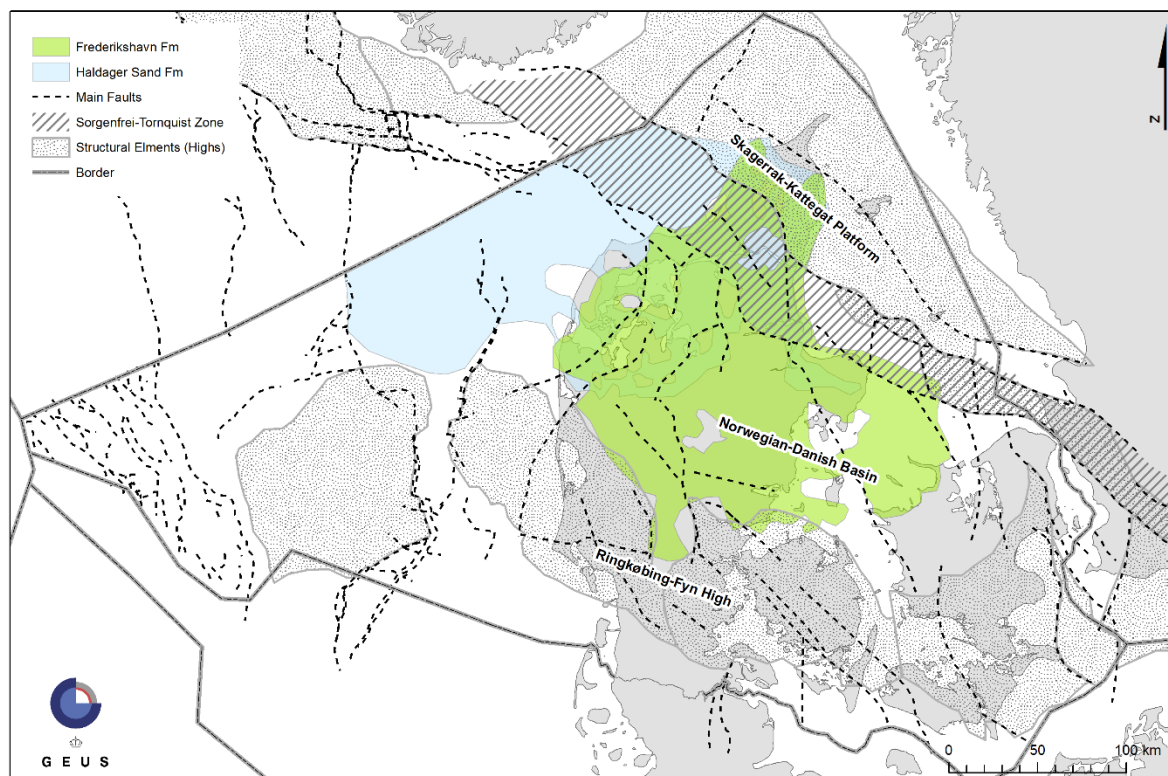 Frederikshavn Fm
Haldager Sand Fm
Main Faults
Sorgenfrei-Tornquist Zone
Structural Elments (Highs)
Border
N
Skagerrak-Kattegat Platform
Norwegian-Danish Basin
Ringkøbing-Fyn High
G E U S
0 50 100 km